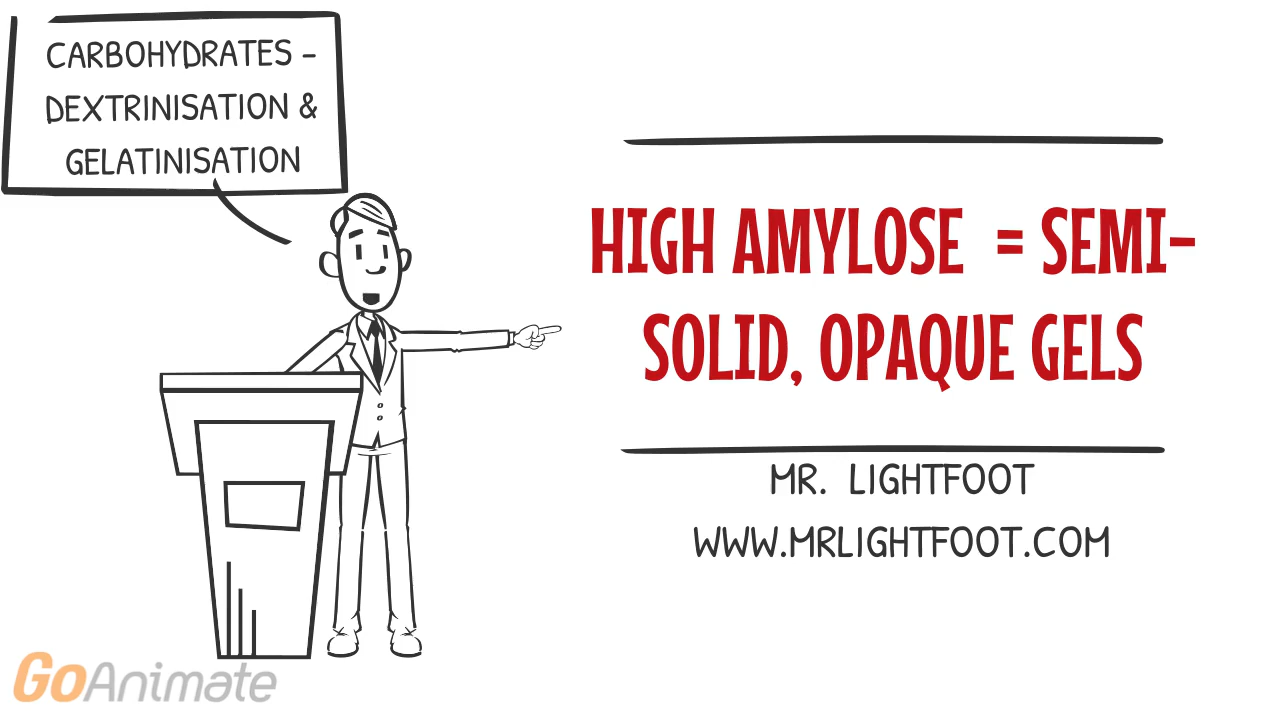 CARBOHYDRATES -
DEXTRINISATION &
GELATINISATION
HIGH AMYLOSE = SEMI-
SOLID, OPAQUE GELS
MR. LIGHTFOOT
WWW.MRLIGHTFOOT.COM
GoAnimate